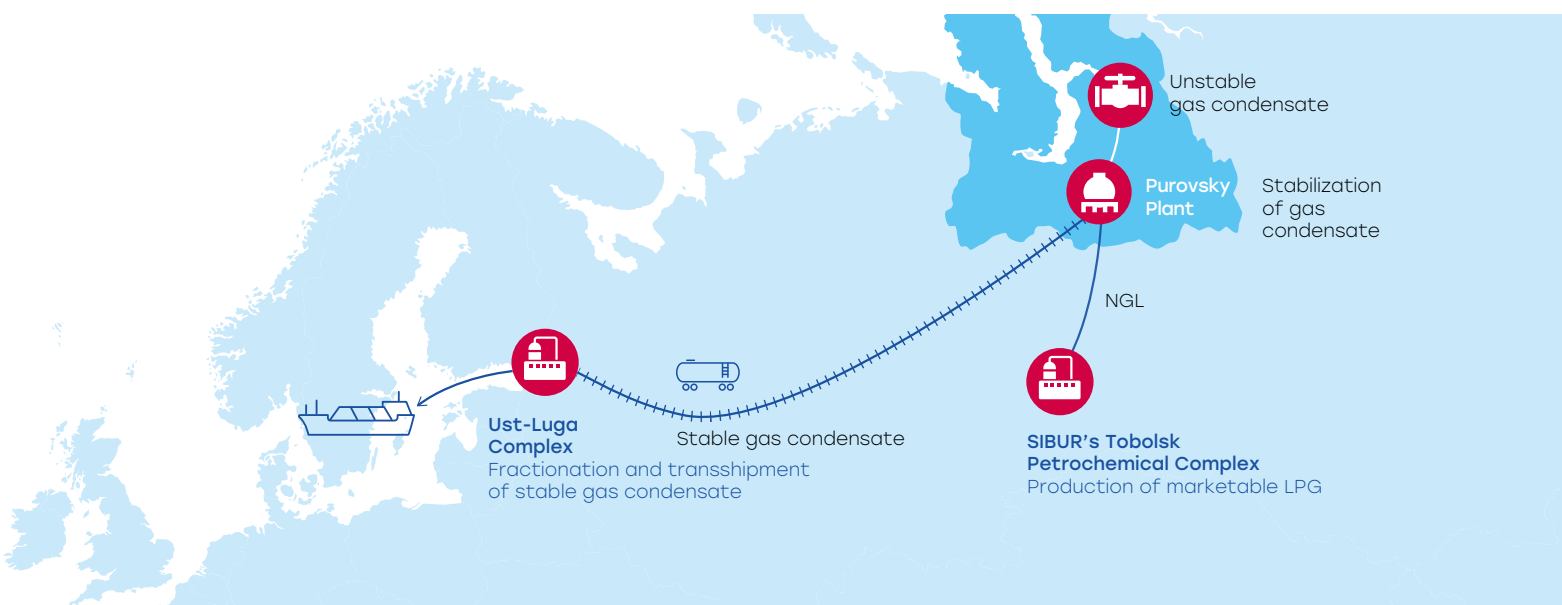 Unstable
gas condensate
Purovsky
Plant
Stabilization
of gas
condensate
NGL
Stable gas condensate
Ust-Luga
Complex
Fractionation and transshipment
of stable gas condensate
SIBUR’s Tobolsk
Petrochemical Complex
Production of marketable LPG